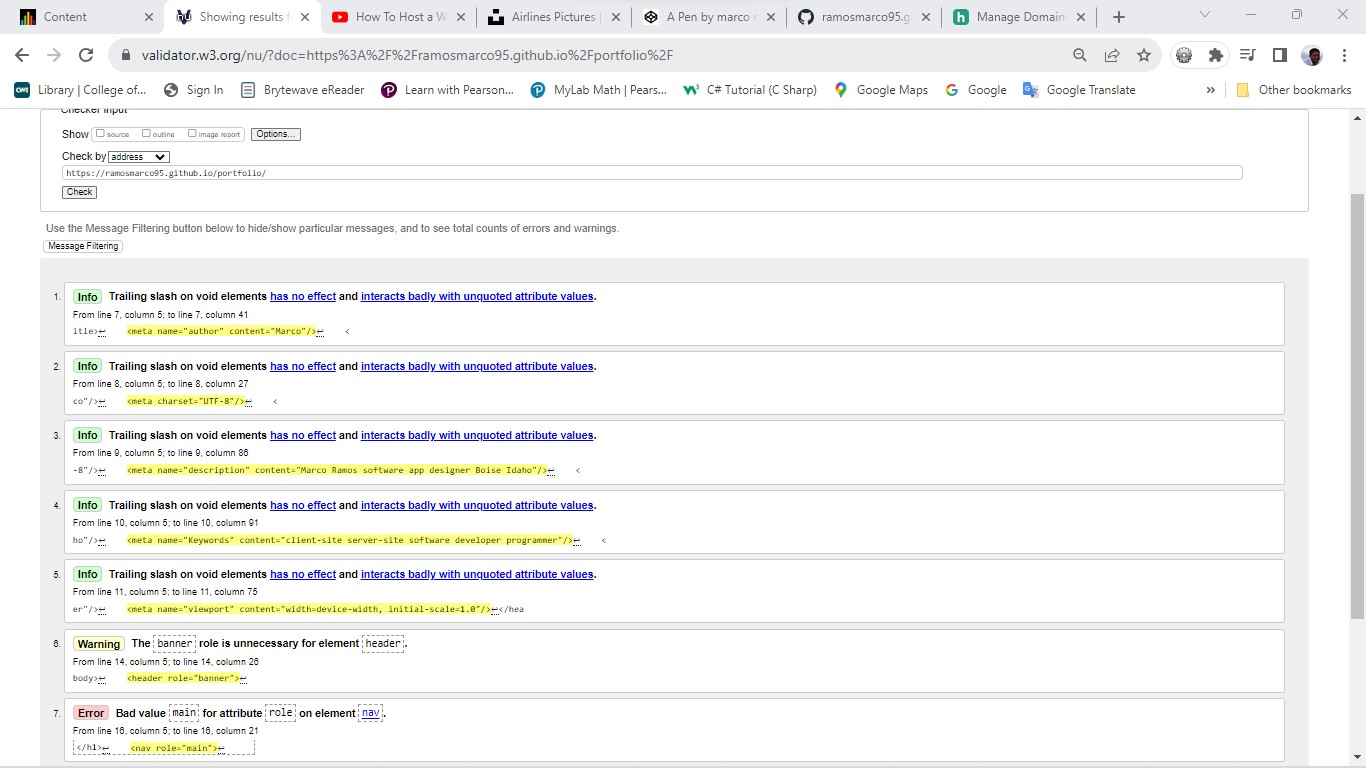 Content
Showing results f
How To Host a W
Airlines Pictures |
A Pen by marco r
ramosmarco95.g
Manage Domain
validator.w3.org/nu/?doc=https%3A%2F%2Framosmarco95.github.io%2Fportfolio%2F
CWI Library | College of...
Sign In
Brytewave eReader
Learn with Pearson...
MyLab Math | Pears...
C# Tutorial (C Sharp)
Google Maps
Google
Google Translate
»
Other bookmarks
Checker Input
Show source outline image report Options...
Check by address
https://ramosmarco95.github.io/portfolio/
Check
Use the Message Filtering button below to hide/show particular messages, and to see total counts of errors and warnings.
Message Filtering
1. Info Trailing slash on void elements has no effect and interacts badly with unquoted attribute values.
From line 7, column 5; to line 7, column 41
itle>↩ <meta name="author" content="Marco"/>↩ <
2. Info Trailing slash on void elements has no effect and interacts badly with unquoted attribute values.
From line 8, column 5; to line 8, column 27
co"/>↩ <meta charset="UTF-8"/>↩ <
3. Info Trailing slash on void elements has no effect and interacts badly with unquoted attribute values.
From line 9, column 5; to line 9, column 86
-8"/>↩ <meta name="description" content="Marco Ramos software app designer Boise Idaho"/>↩ <
4. Info Trailing slash on void elements has no effect and interacts badly with unquoted attribute values.
From line 10, column 5; to line 10, column 91
ho"/>↩ <meta name="Keywords" content="client-site server-site software developer programmer"/>↩ <
5. Info Trailing slash on void elements has no effect and interacts badly with unquoted attribute values.
From line 11, column 5; to line 11, column 75
er"/>↩ <meta name="viewport" content="width=device-width, initial-scale=1.0"/>↩</hea
6. Warning The banner role is unnecessary for element header.
From line 14, column 5; to line 14, column 26
body>↩ <header role="banner">↩
7. Error Bad value main for attribute role on element nav.
From line 16, column 5; to line 16, column 21
</h1>↩ <nav role="main">↩